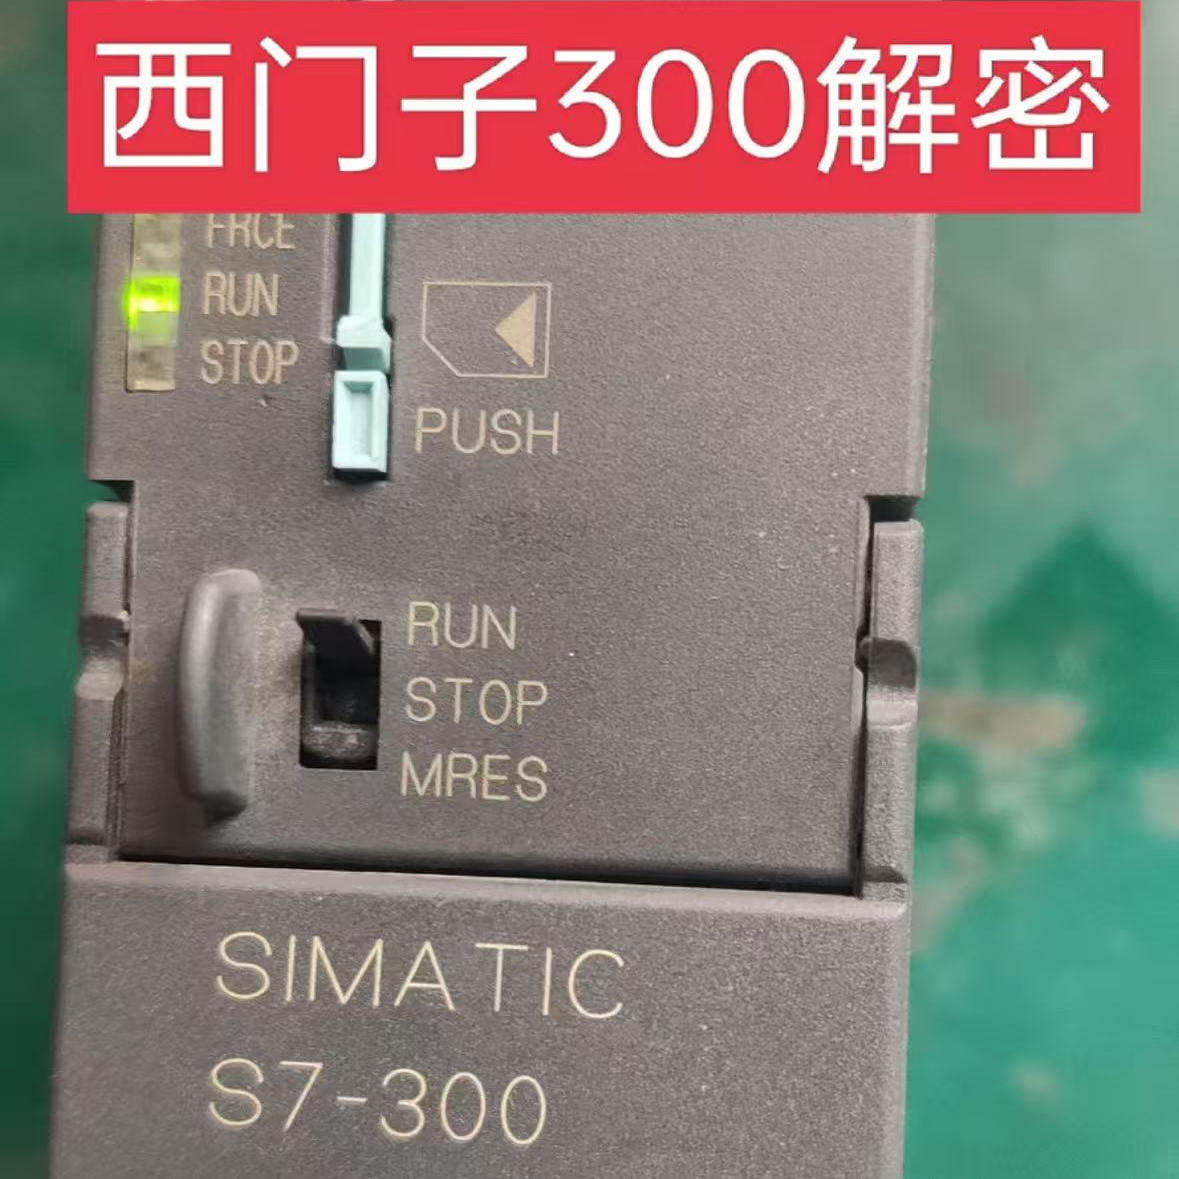 西门子300解密
FRCE
RUN
STOP
PUSH
RUN
STOP
MRES
SIMATIC
S7-300